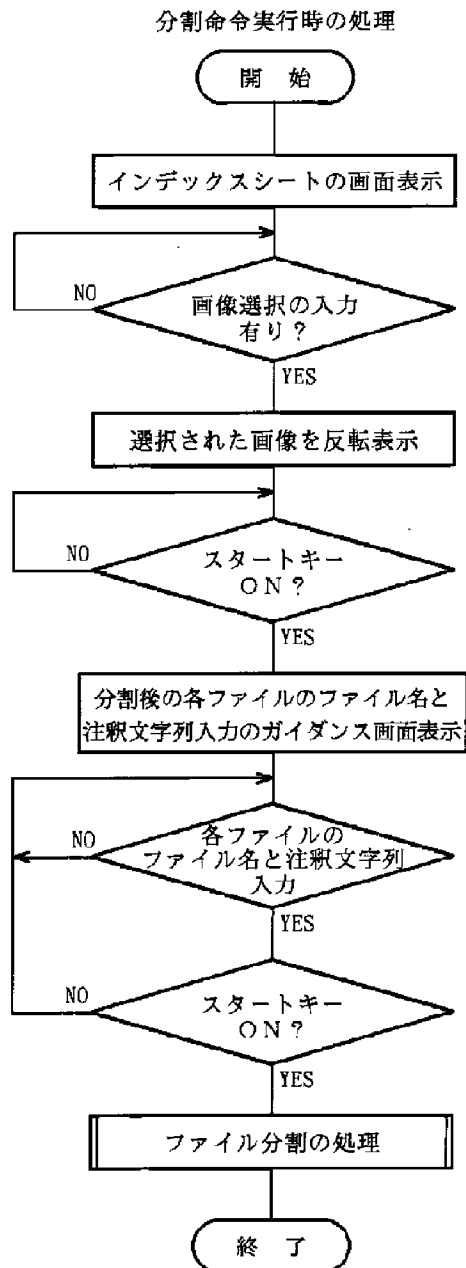 分割命令実行時の処理
開 始
インデックスシートの画面表示
NO
画像選択の入力
有り?
YES
選択された画像を反転表示
NO
スタートキー
ON?
YES
分割後の各ファイルのファイル名と
注釈文字列入力のガイダンス画面表示
NO
各ファイルの
ファイル名と注釈文字列
入力
YES
NO
スタートキー
ON?
YES
ファイル分割の処理
終 了